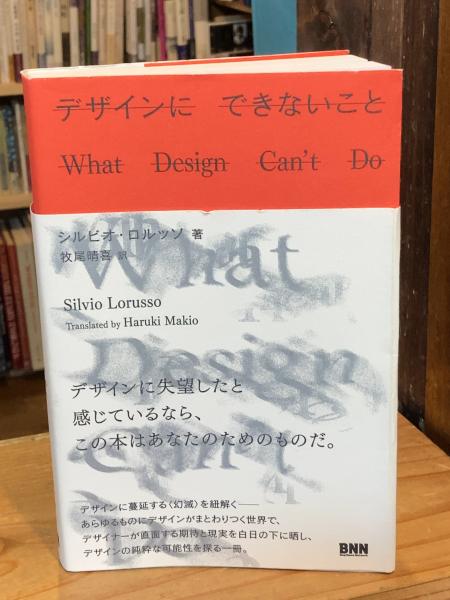 デザインに できないこと
What Design Can't Do
シルビオ・ロルッソ 著
牧尾晴喜 訳
What
Silvio Lorusso
Translated by Haruki Makio
Design
デザインに失望したと
感じているなら、
この本はあなたのためのものだ。
Can't
デザインに蔓延する〈幻滅〉を紐解く——
あらゆるものにデザインがまとわりつく世界で、
デザイナーが直面する期待と現実を白日の下に晒し、
デザインの純粋な可能性を探る一冊。
BNN